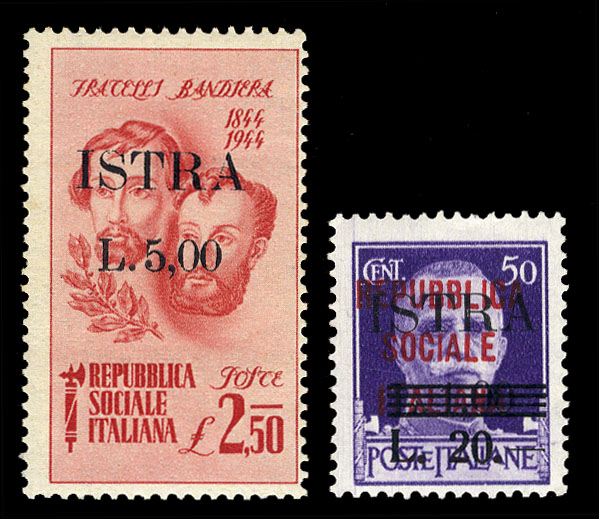 FRATELLI BANDIERA
1844
1944
ISTRA
L.5,00
REPUBBLICA
SOCIALE
ITALIANA
POSTE
£2,50
CENT. 50
REPUBBLICA
ISTRA
SOCIALE
ITALIANA
L. 20.-
POSTE ITALIANE